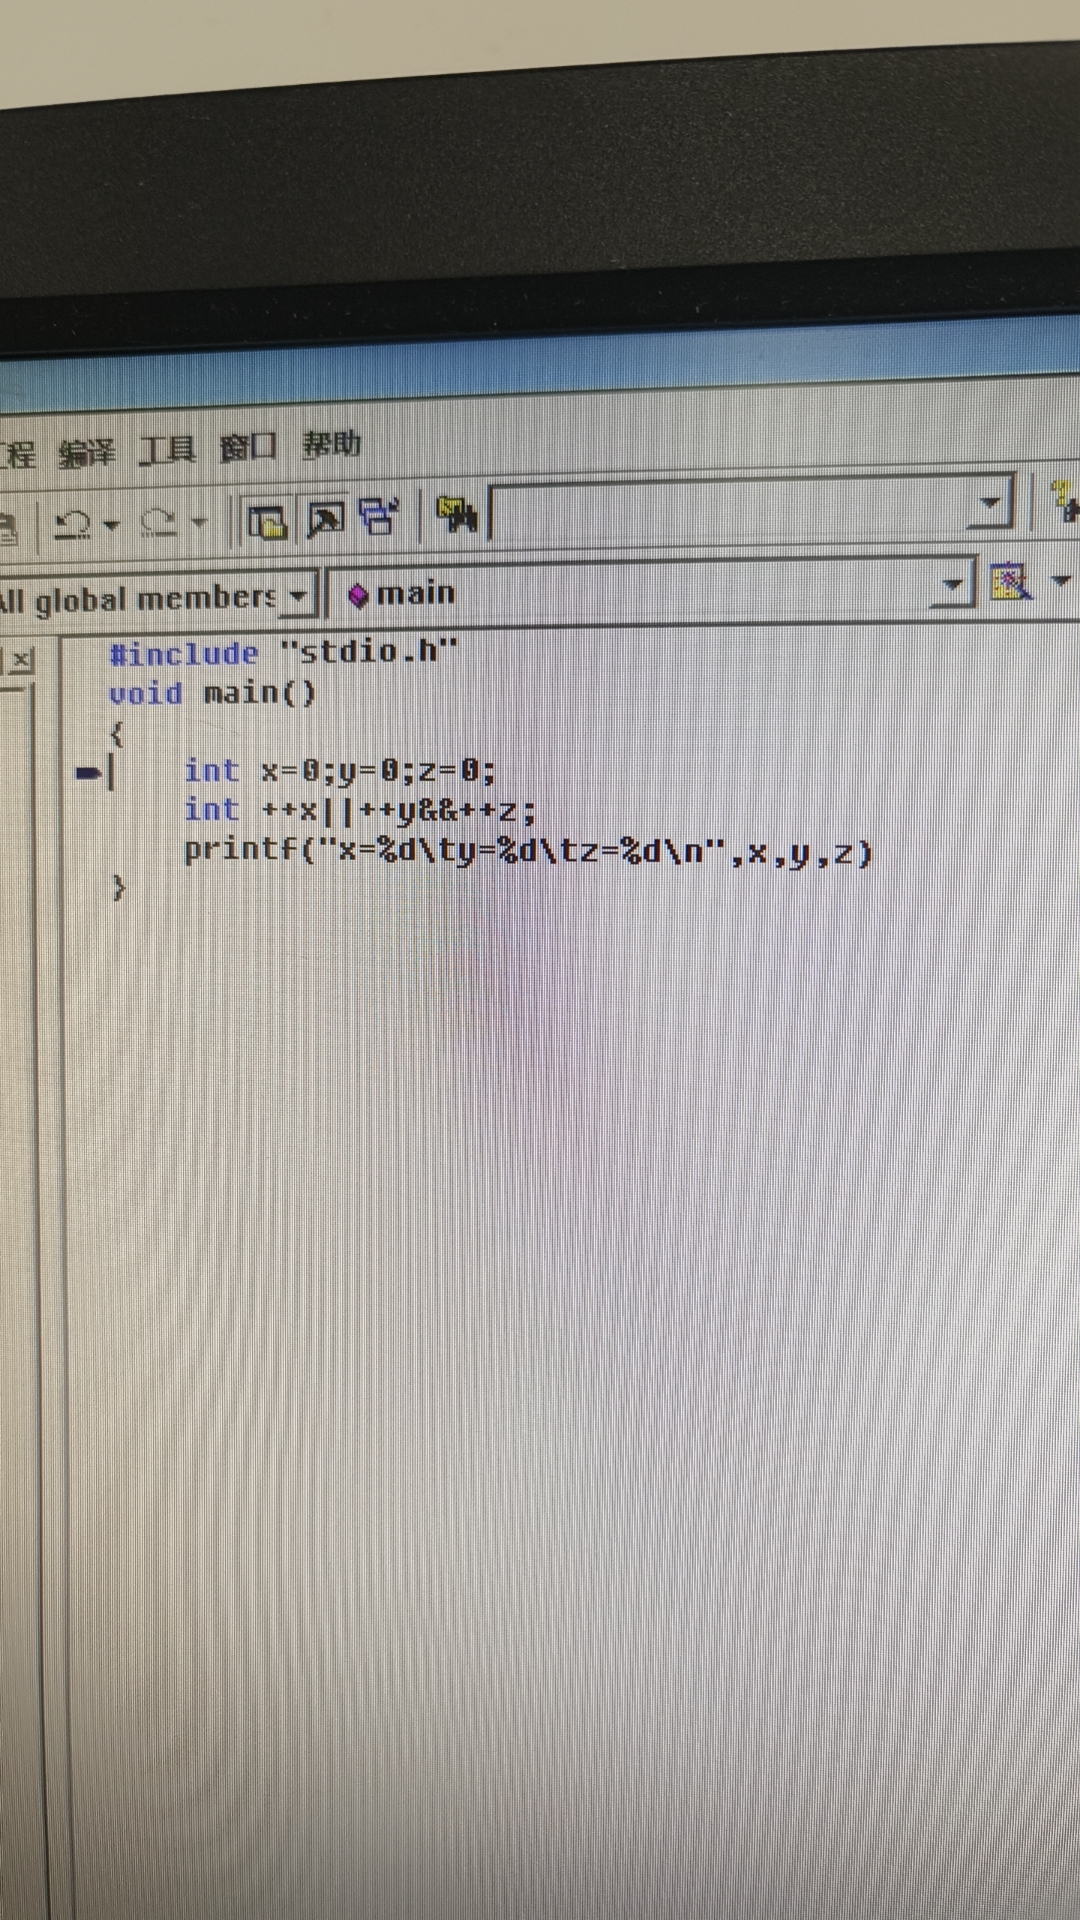 程 编译 工具 窗口 帮助
All global members main
#include "stdio.h"
void main()
{
int x=0;y=0;z=0;
int ++x||++y&&++z;
printf("x=%d\ty=%d\tz=%d\n",x,y,z)
}